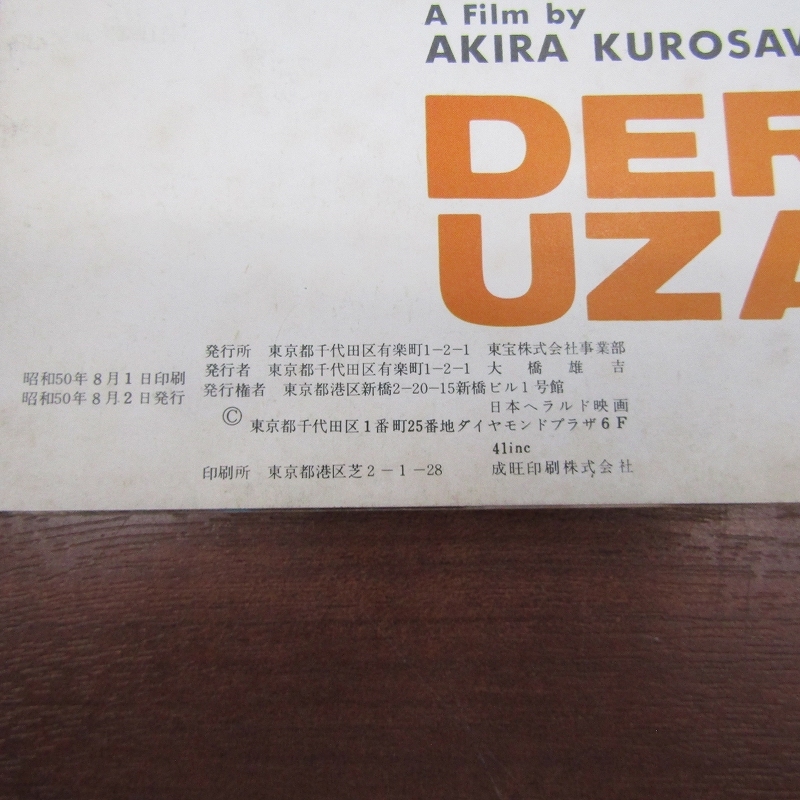 A Film by
AKIRA KUROSAW
DER
UZA
発行所 東京都千代田区有楽町1-2-1 東宝株式会社事業部
発行者 東京都千代田区有楽町1-2-1 大橋雄吉
昭和50年8月1日印刷
昭和50年8月2日発行
発行権者 東京都港区新橋2-20-15新橋ビル1号館
日本ヘラルド映画
© 東京都千代田区1番町25番地ダイヤモンドプラザ6F
41inc
印刷所 東京都港区芝2-1-28 成旺印刷株式会社